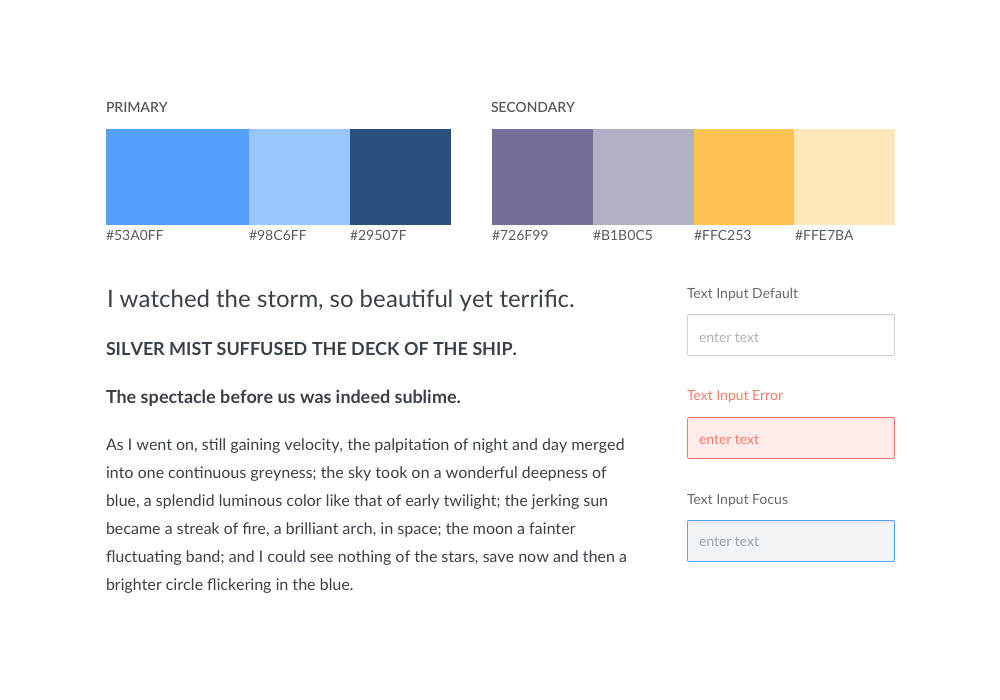 PRIMARY
#53A0FF
#98C6FF
#29507F
SECONDARY
#726F99
#B1B0C5
#FFC253
#FFE7BA
I watched the storm, so beautiful yet terrific.
SILVER MIST SUFFUSED THE DECK OF THE SHIP.
The spectacle before us was indeed sublime.
As I went on, still gaining velocity, the palpitation of night and day merged
into one continuous greyness; the sky took on a wonderful deepness of
blue, a splendid luminous color like that of early twilight; the jerking sun
became a streak of fire, a brilliant arch, in space; the moon a fainter
fluctuating band; and I could see nothing of the stars, save now and then a
brighter circle flickering in the blue.
Text Input Default
enter text
Text Input Error
enter text
Text Input Focus
enter text